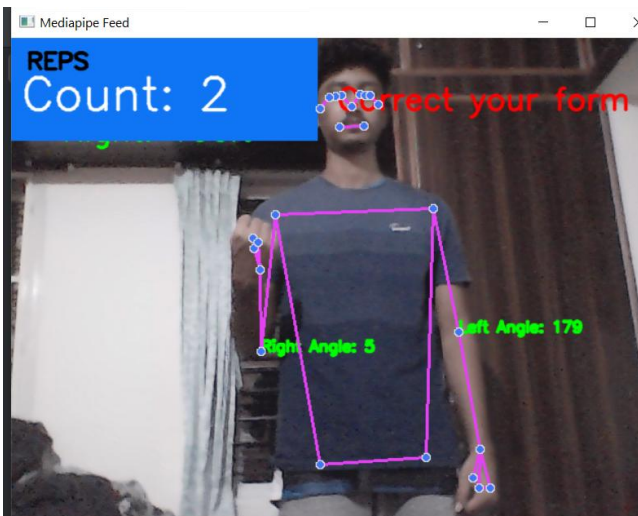 Mediapipe Feed
REPS
Count: 2
Correct your form
Left Angle: 179
Right Angle: 5